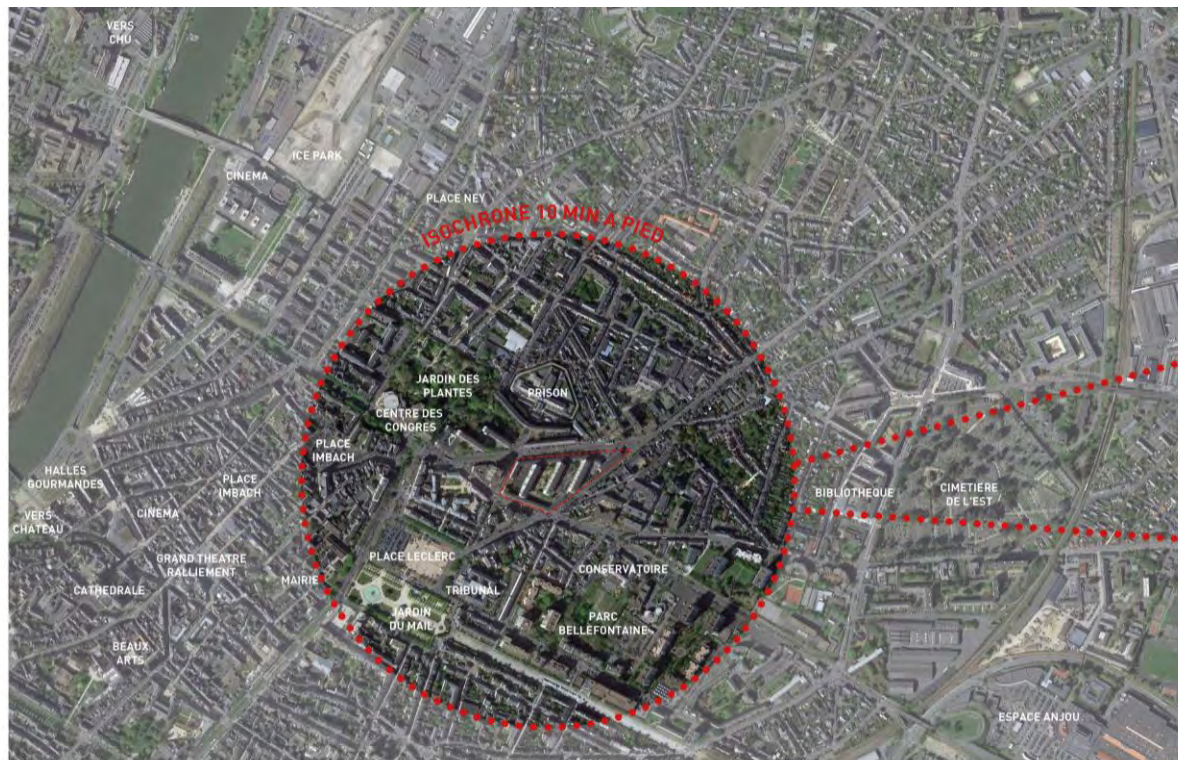 VERS
CHU
ICE PARK
CINEMA
PLACE NEY
ISOCHRONE 10 MIN A PIED
JARDIN DES
PLANTES
PRISON
CENTRE DES
CONGRES
PLACE
IMBACH
HALLES
GOURMANDES
PLACE
IMBACH
BIBLIOTHEQUE
CIMETIERE
DE L'EST
VERS
CHATEAU
CINEMA
GRAND THEATRE
RALLIEMENT
PLACE LECLERC
CONSERVATOIRE
MAIRIE
CATHEDRALE
TRIBUNAL
JARDIN
DU MAIL
PARC
BELLEFONTAINE
BEAUX
ARTS
ESPACE ANJOU